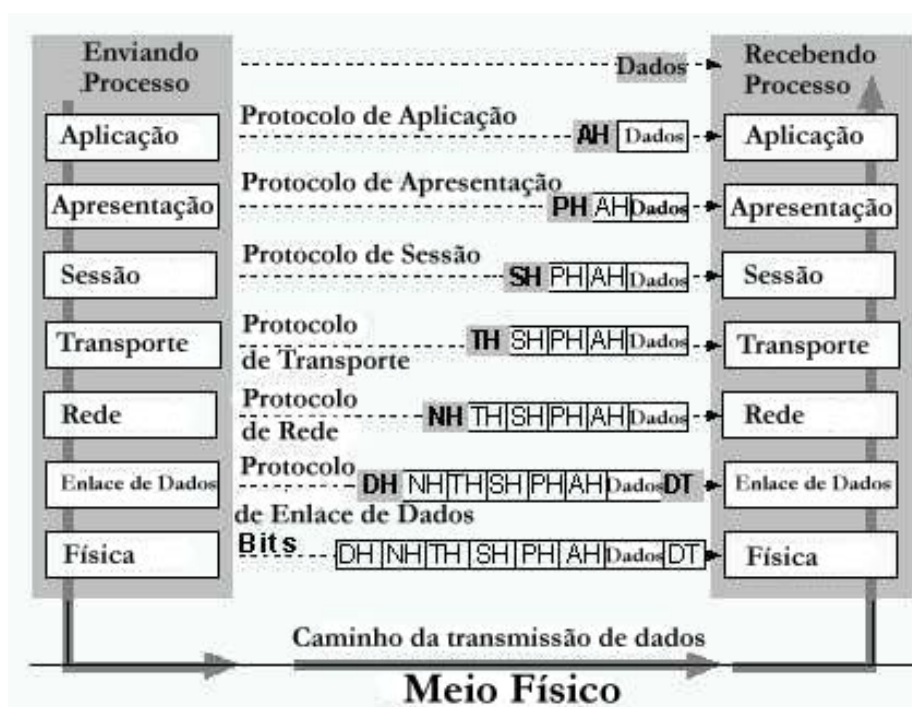 Enviando
Processo
Dados
Recebendo
Processo
Aplicação
Protocolo de Aplicação
AH Dados
Aplicação
Apresentação
Protocolo de Apresentação
PH AH Dados
Apresentação
Sessão
Protocolo de Sessão
SH PH AH Dados
Sessão
Transporte
Protocolo
de Transporte
TH SH PH AH Dados
Transporte
Rede
Protocolo
de Rede
NH TH SH PH AH Dados
Rede
Enlace de Dados
Protocolo
de Enlace de Dados
DH NH TH SH PH AH Dados DT
Enlace de Dados
Física
Bits
DH NH TH SH PH AH Dados DT
Física
Caminho da transmissão de dados
Meio Físico